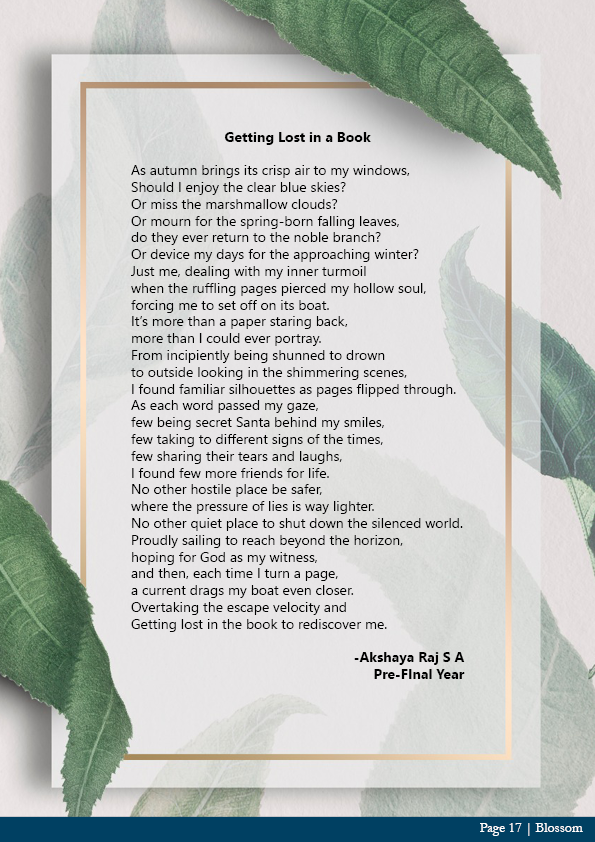 Getting Lost in a Book
As autumn brings its crisp air to my windows,
Should I enjoy the clear blue skies?
Or miss the marshmallow clouds?
Or mourn for the spring-born falling leaves,
do they ever return to the noble branch?
Or device my days for the approaching winter?
Just me, dealing with my inner turmoil
when the ruffling pages pierced my hollow soul,
forcing me to set off on its boat.
It's more than a paper staring back,
more than I could ever portray.
From incipiently being shunned to drown
to outside looking in the shimmering scenes,
I found familiar silhouettes as pages flipped through.
As each word passed my gaze,
few being secret Santa behind my smiles,
few taking to different signs of the times,
few sharing their tears and laughs,
I found few more friends for life.
No other hostile place be safer,
where the pressure of lies is way lighter.
No other quiet place to shut down the silenced world.
Proudly sailing to reach beyond the horizon,
hoping for God as my witness,
and then, each time I turn a page,
a current drags my boat even closer.
Overtaking the escape velocity and
Getting lost in the book to rediscover me.
-Akshaya Raj S A
Pre-FInal Year
Page 17 | Blossom